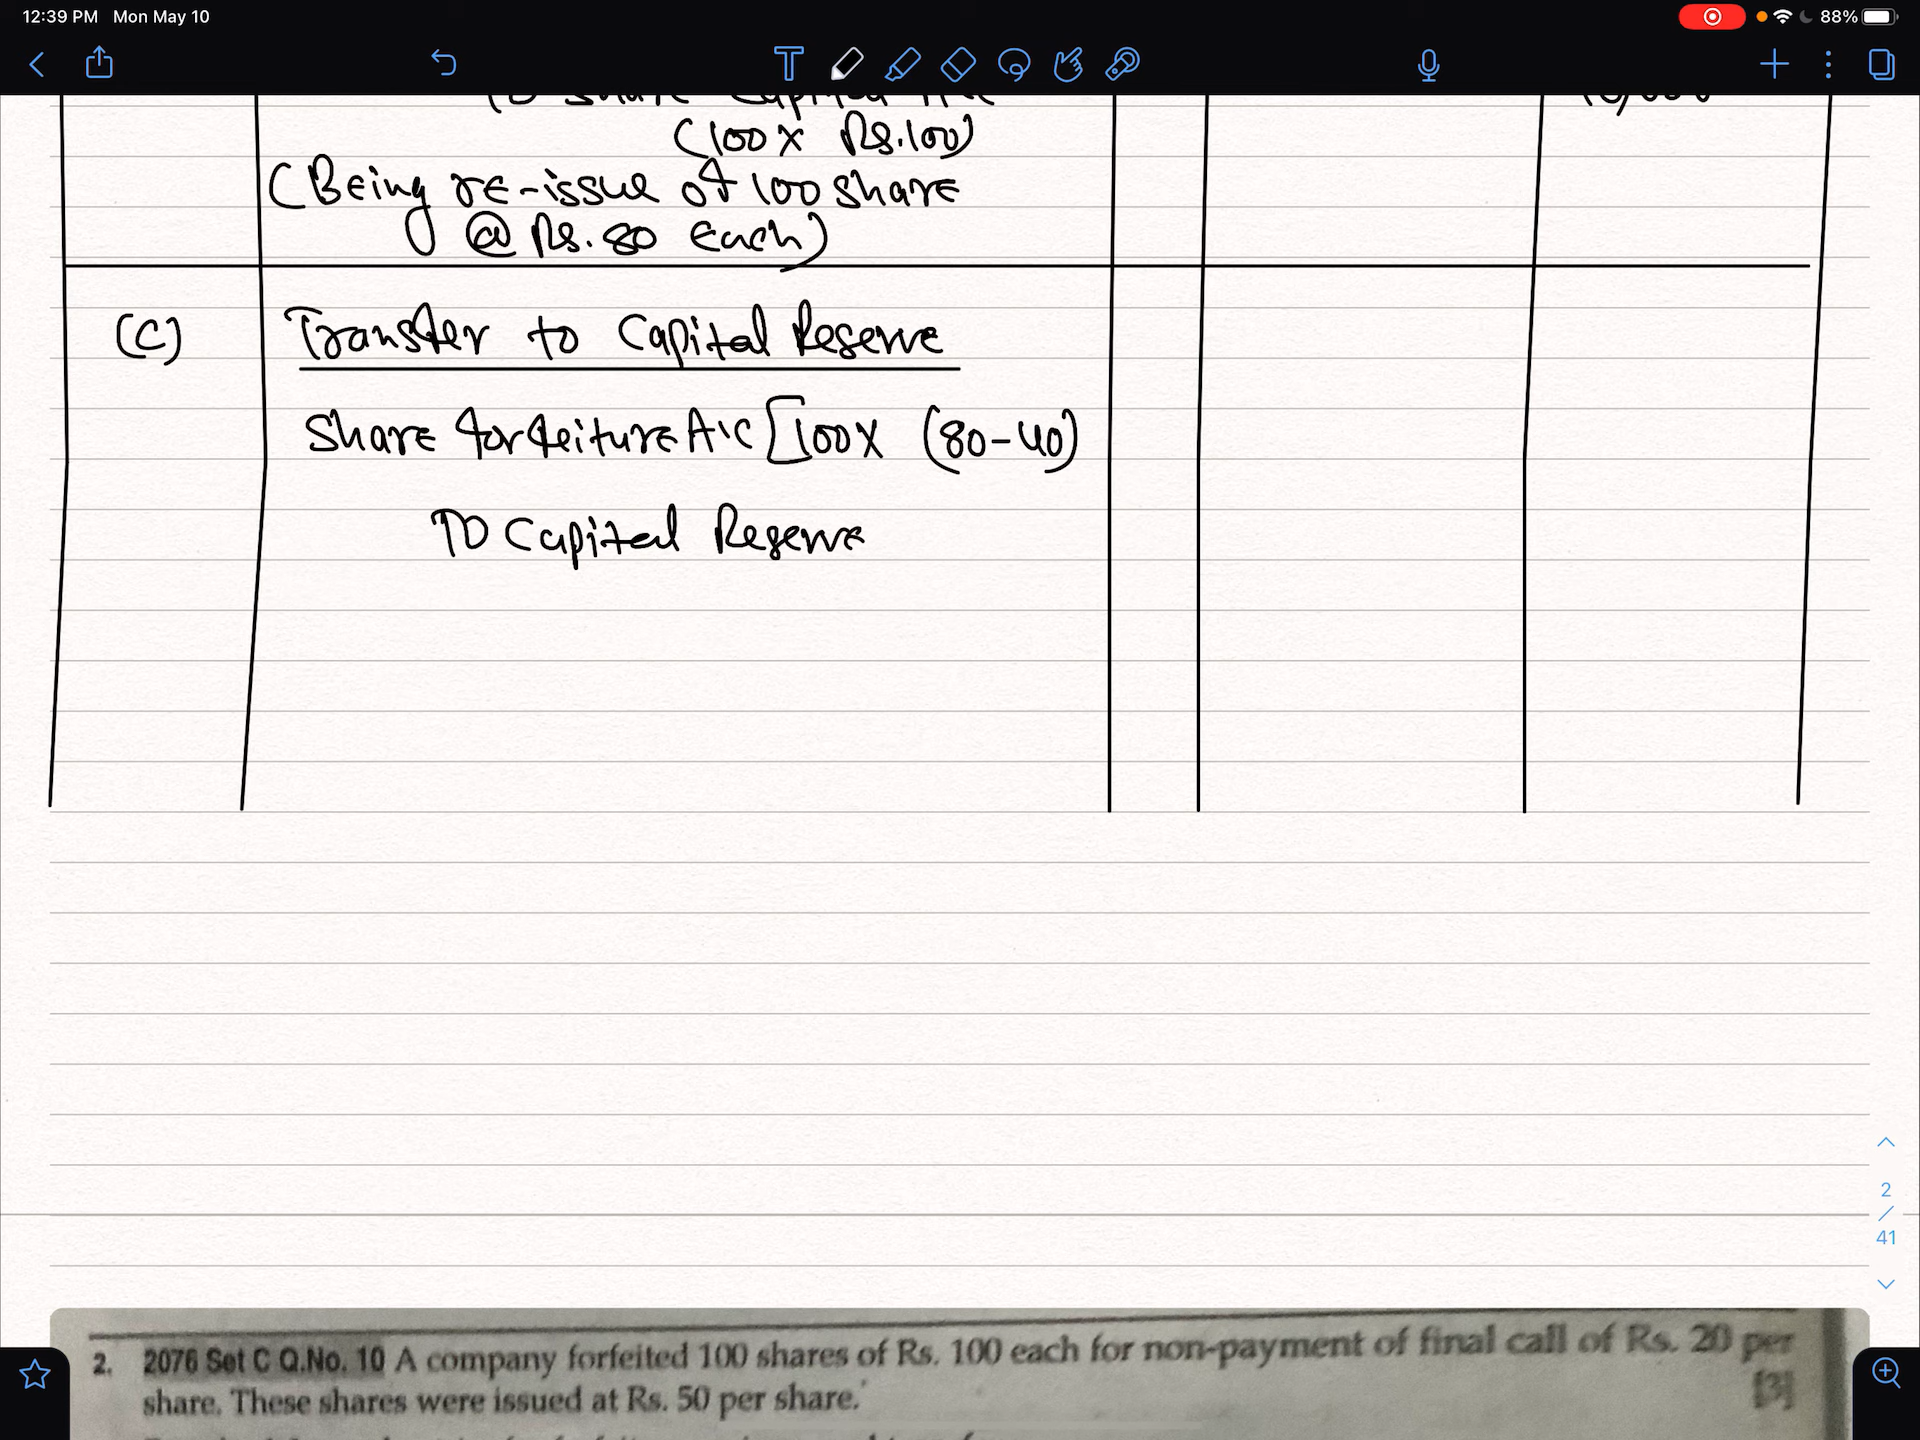 12:39 PM Mon May 10
88%
To Share Capital A/C
(100 x Rs.100)
(Being re-issue of 100 share
@ Rs. 80 Each)
(C) Transfer to Capital Reserve
Share forfeiture A/C [100 x (80-40)
To Capital Reserve
2
/
41
2. 2076 Set C Q.No. 10 A company forfeited 100 shares of Rs. 100 each for non-payment of final call of Rs. 20 per
share. These shares were issued at Rs. 50 per share. [3]